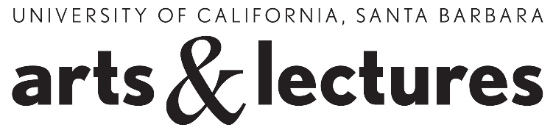 UNIVERSITY OF CALIFORNIA, SANTA BARBARA
arts & lectures